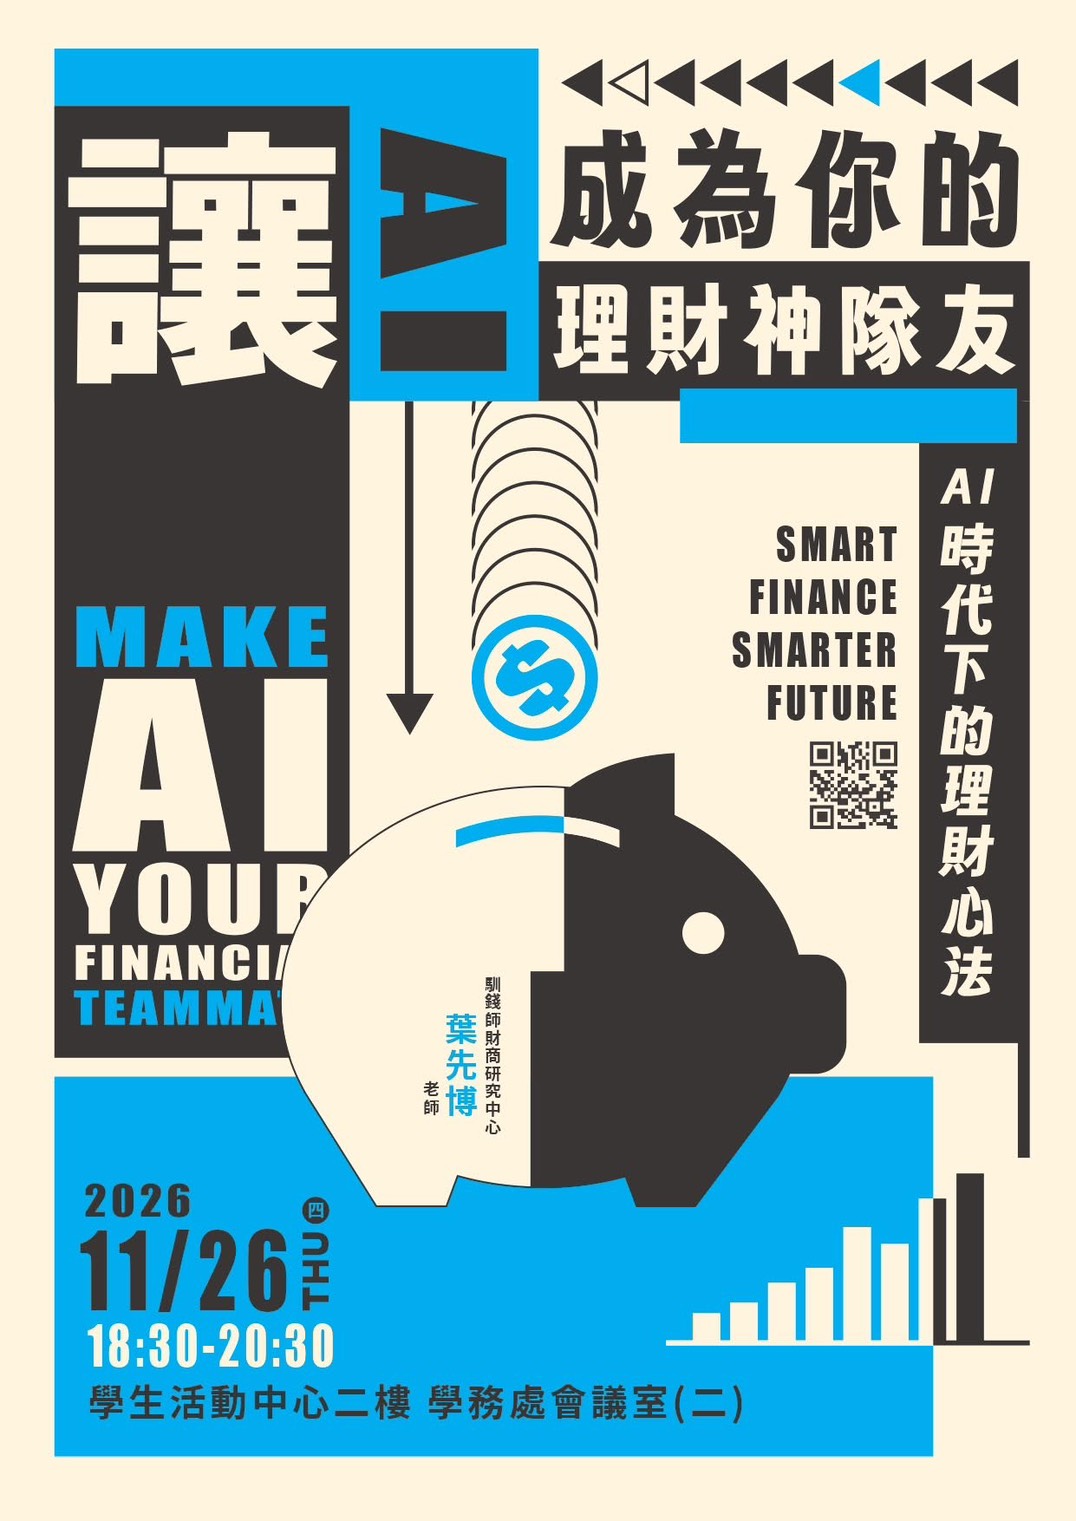 讓
AI
成為你的
理財神隊友
AI時代下的理財心法
SMART
FINANCE
SMARTER
FUTURE
MAKE
AI
YOUR
FINANCIA
TEAMMA
馴錢師財商研究中心
葉先博
老師
2026
11/26
THU
四
18:30-20:30
學生活動中心二樓 學務處會議室(二)